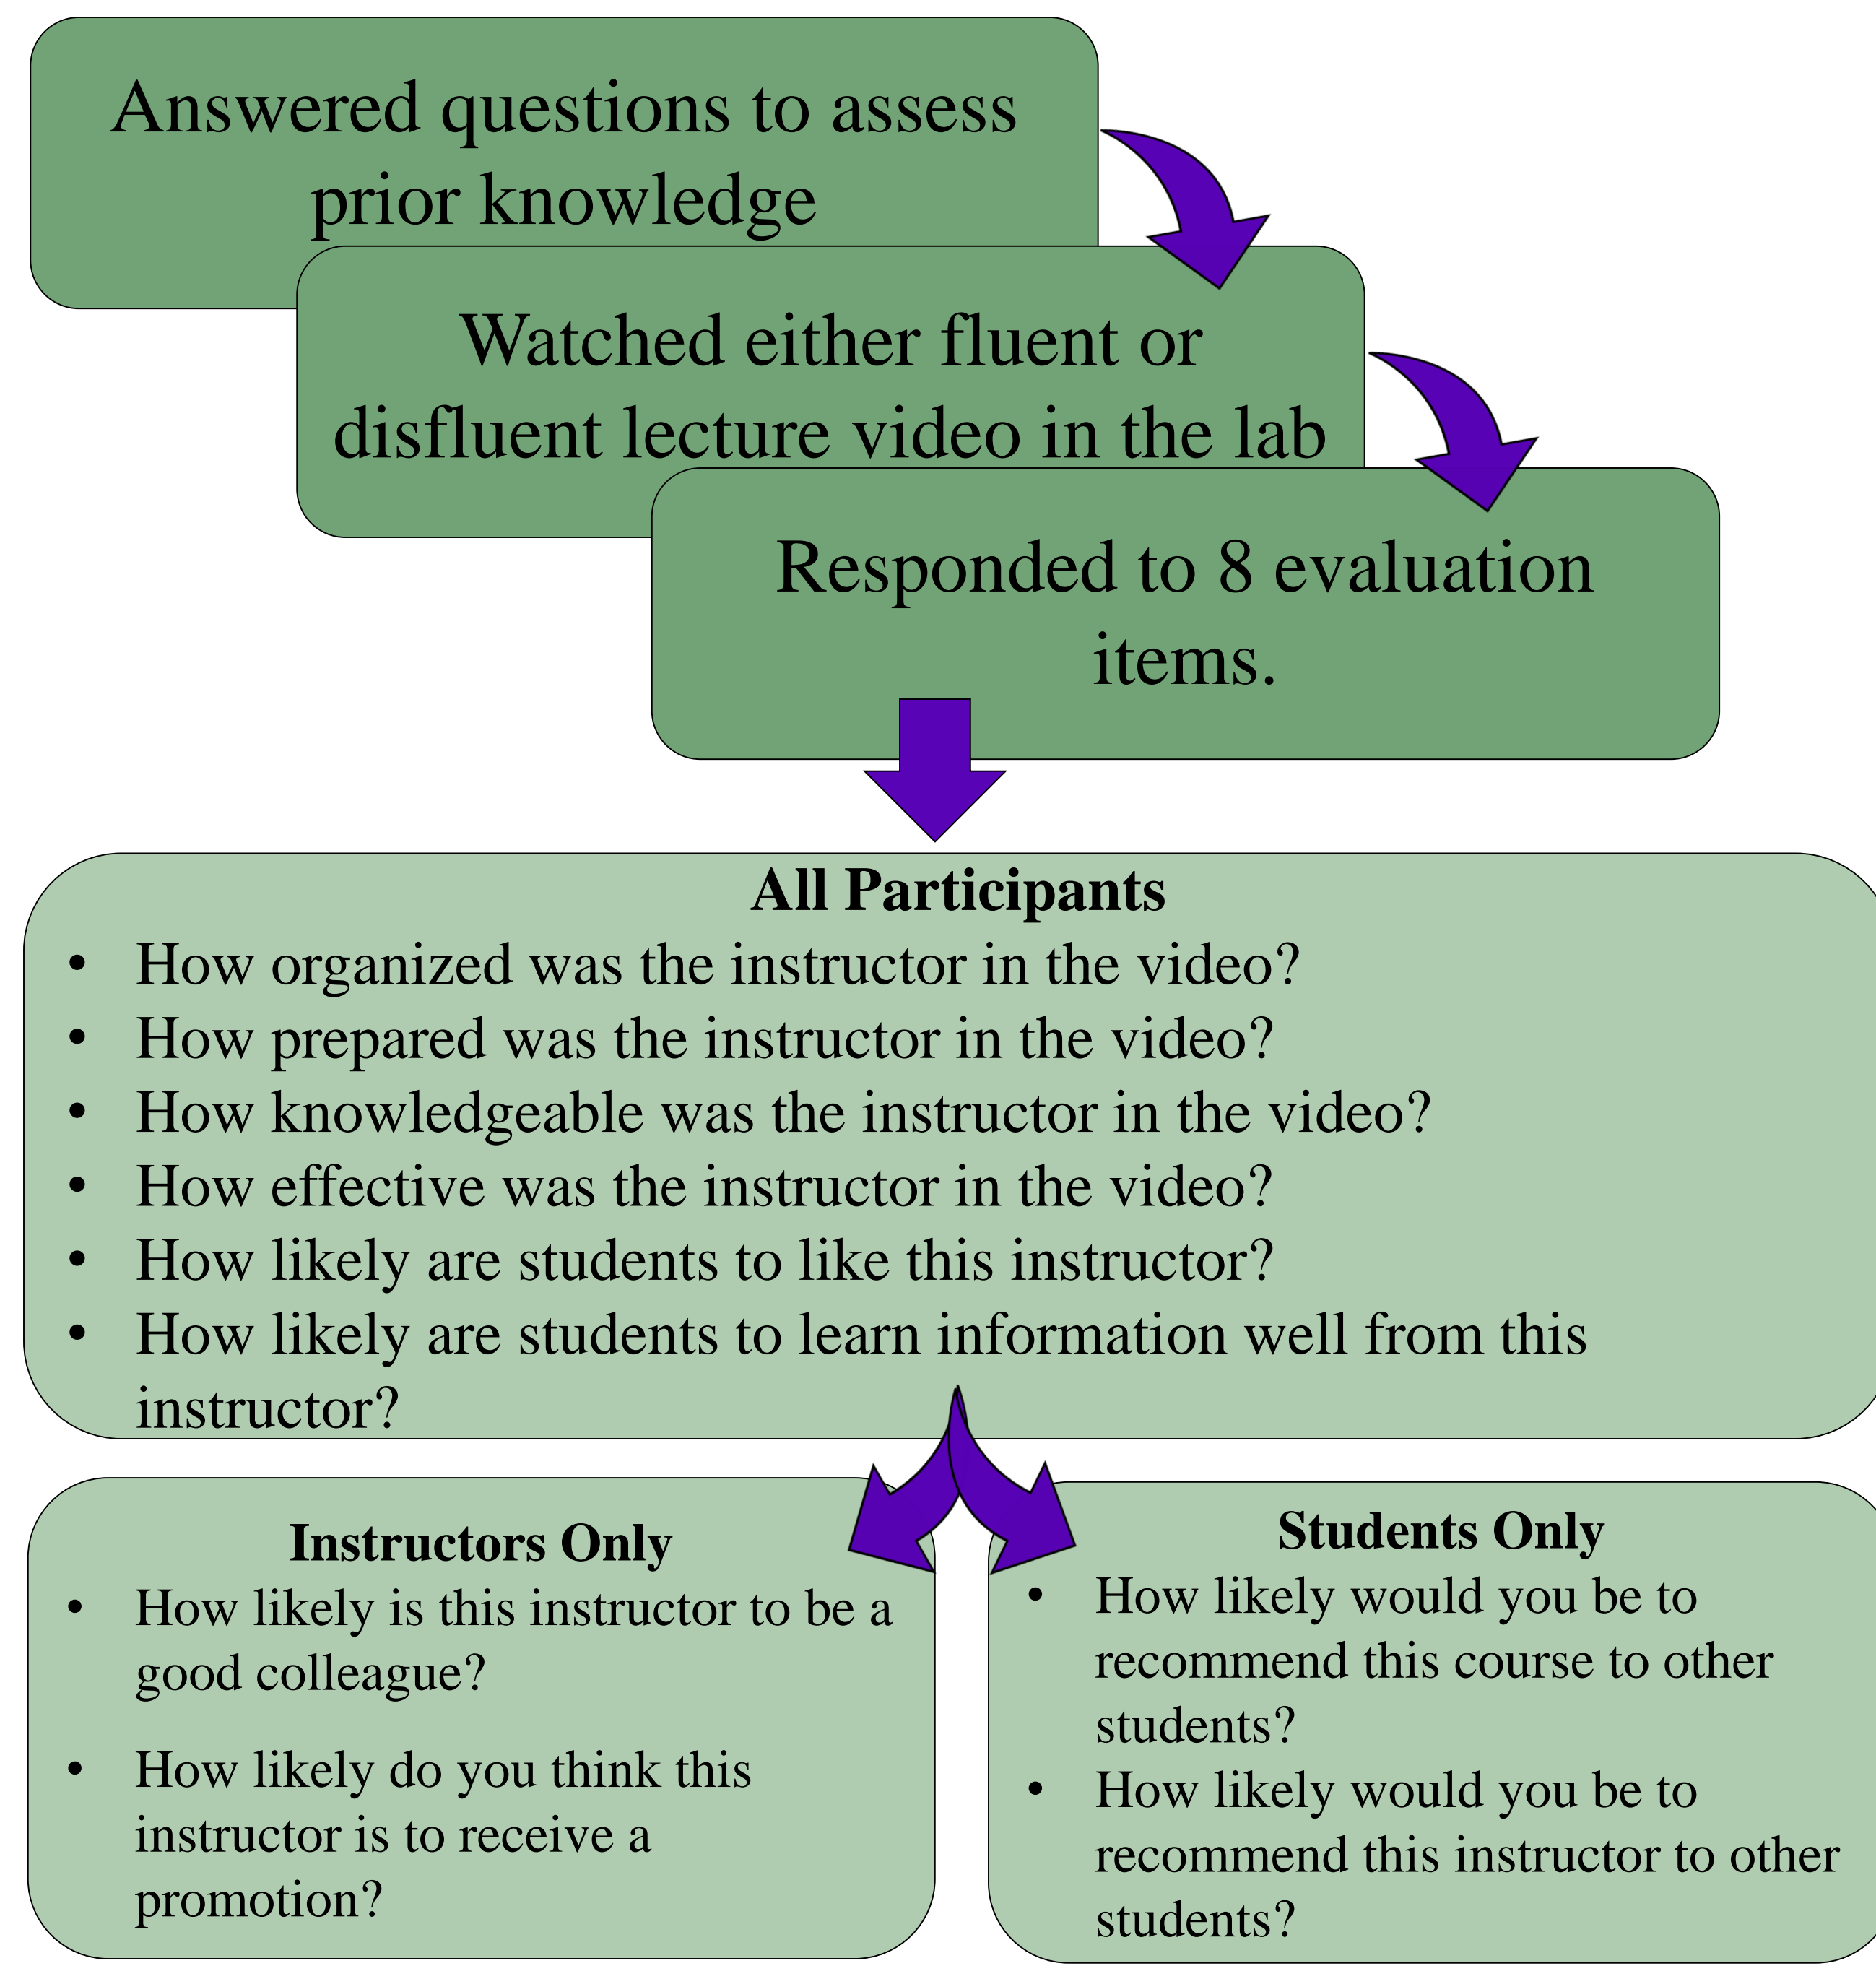 Answered questions to assess
prior knowledge
Watched either fluent or
disfluent lecture video in the lab
Responded to 8 evaluation
items.
All Participants
• How organized was the instructor in the video?
• How prepared was the instructor in the video?
• How knowledgeable was the instructor in the video?
• How effective was the instructor in the video?
• How likely are students to like this instructor?
• How likely are students to learn information well from this
instructor?
Instructors Only
• How likely is this instructor to be a
good colleague?
• How likely do you think this
instructor is to receive a
promotion?
Students Only
• How likely would you be to
recommend this course to other
students?
• How likely would you be to
recommend this instructor to other
students?